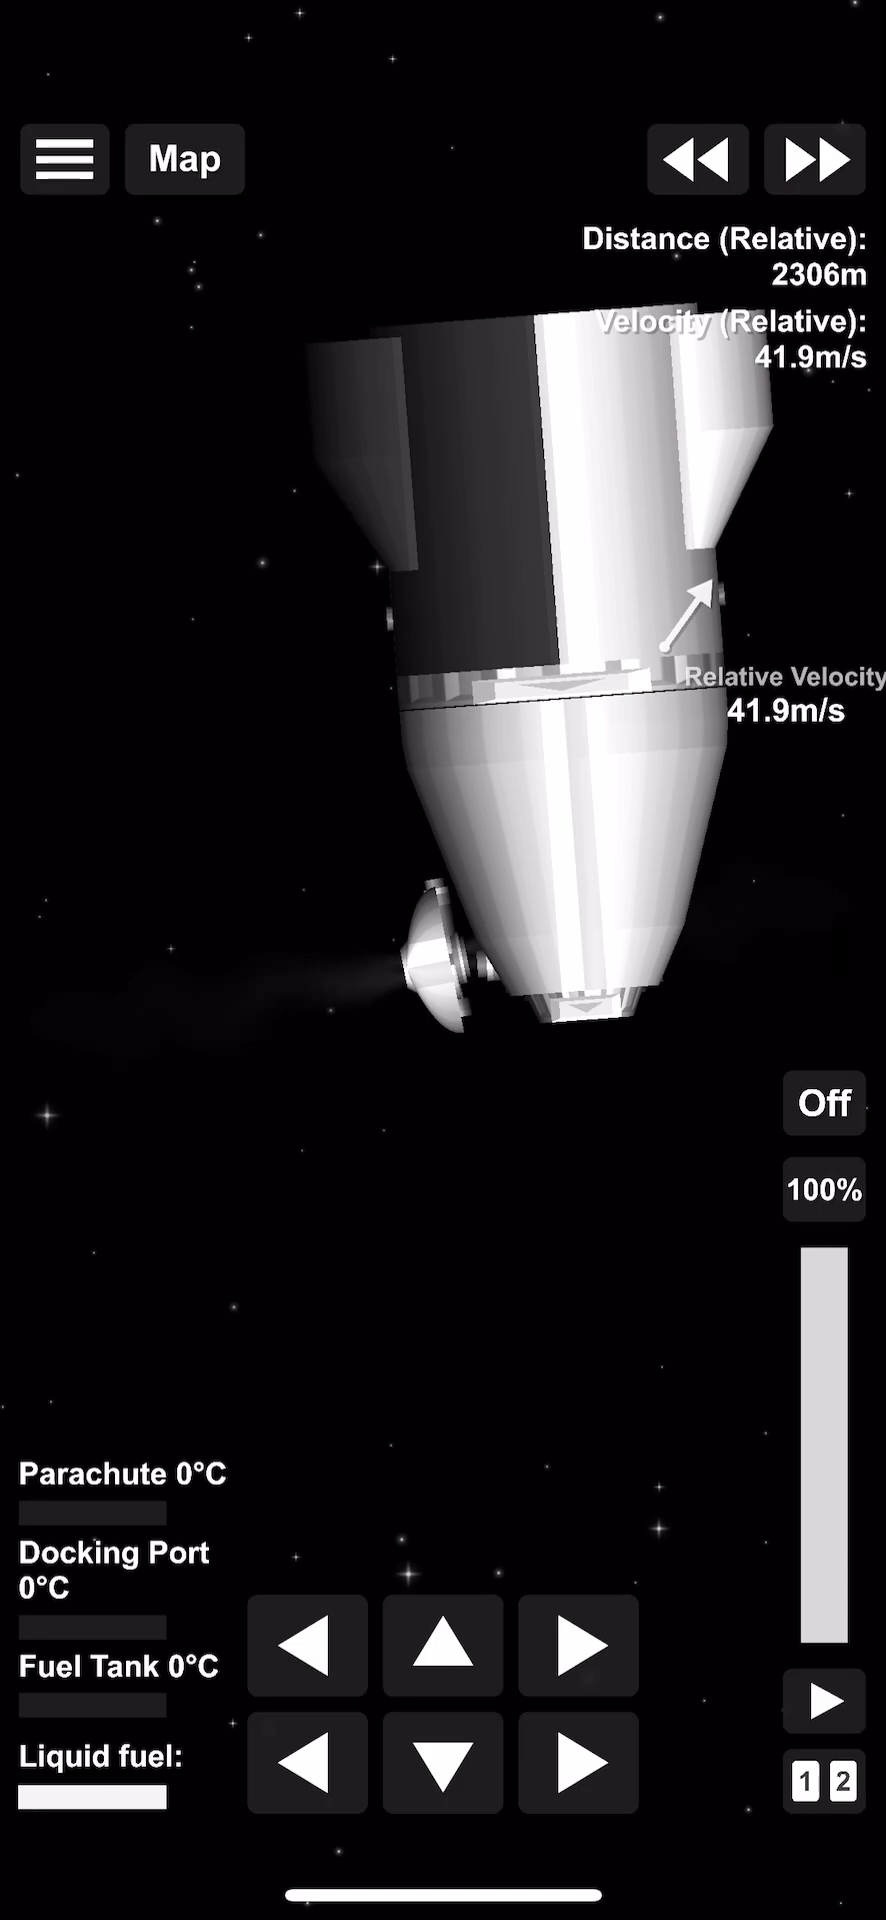 Map
Distance (Relative):
2306m
Velocity (Relative):
41.9m/s
Relative Velocity
41.9m/s
Off
100%
Parachute 0°C
Docking Port
0°C
Fuel Tank 0°C
Liquid fuel:
1 2